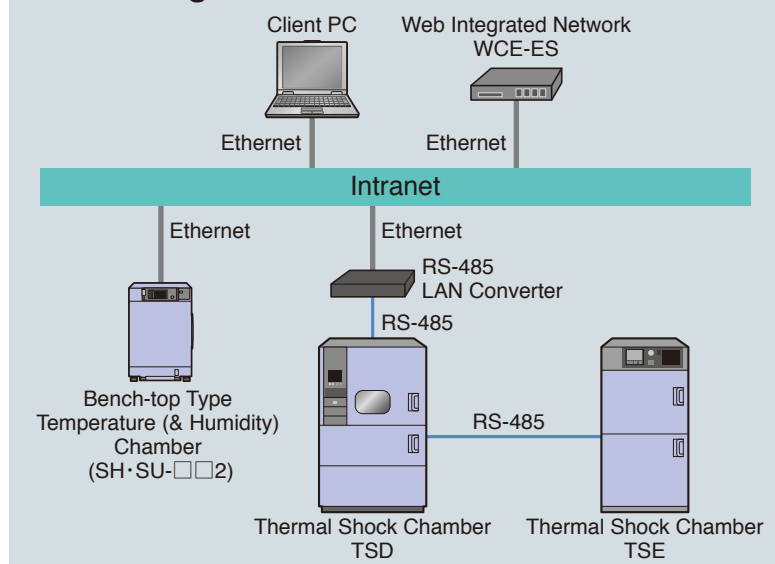 Client PC
Web Integrated Network
WCE-ES
Ethernet
Ethernet
Intranet
Ethernet
Ethernet
RS-485
LAN Converter
RS-485
Bench-top Type
Temperature (& Humidity)
Chamber
(SH･SU-□□2)
RS-485
Thermal Shock Chamber
TSD
Thermal Shock Chamber
TSE